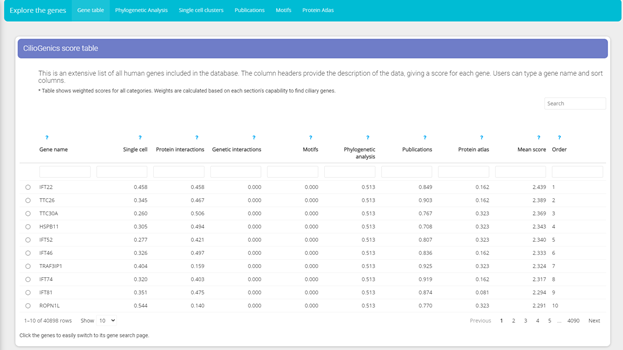 Explore the genes Gene table Phylogenetic Analysis Single cell clusters Publications Motifs Protein Atlas
CilioGenics score table
This is an extensive list of all human genes included in the database. The column headers provide the description of the data, giving a score for each gene. Users can type a gene name and sort
columns.
* Table shows weighted scores for all categories. Weights are calculated based on each section's capability to find ciliary genes.
Search
? ? ? ? ? ? ? ? ? ?
Gene name Single cell Protein interactions Genetic interactions Motifs Phylogenetic analysis Publications Protein atlas Mean score Order
IFT22 0.458 0.458 0.000 0.000 0.513 0.849 0.162 2.439 1
TTC26 0.345 0.467 0.000 0.000 0.513 0.903 0.162 2.389 2
TTC30A 0.260 0.506 0.000 0.000 0.513 0.767 0.323 2.369 3
HSPB11 0.305 0.494 0.000 0.000 0.513 0.708 0.323 2.343 4
IFT52 0.277 0.421 0.000 0.000 0.513 0.807 0.323 2.340 5
IFT46 0.326 0.497 0.000 0.000 0.513 0.836 0.162 2.333 6
TRAF3IP1 0.404 0.159 0.000 0.000 0.513 0.925 0.323 2.324 7
IFT74 0.320 0.403 0.000 0.000 0.513 0.919 0.162 2.317 8
IFT81 0.351 0.475 0.000 0.000 0.513 0.874 0.081 2.294 9
ROPN1L 0.544 0.140 0.000 0.000 0.513 0.770 0.323 2.291 10
1–10 of 40898 rows Show 10 Previous 1 2 3 4 5 ... 4090 Next
Click the genes to easily switch to its gene search page.